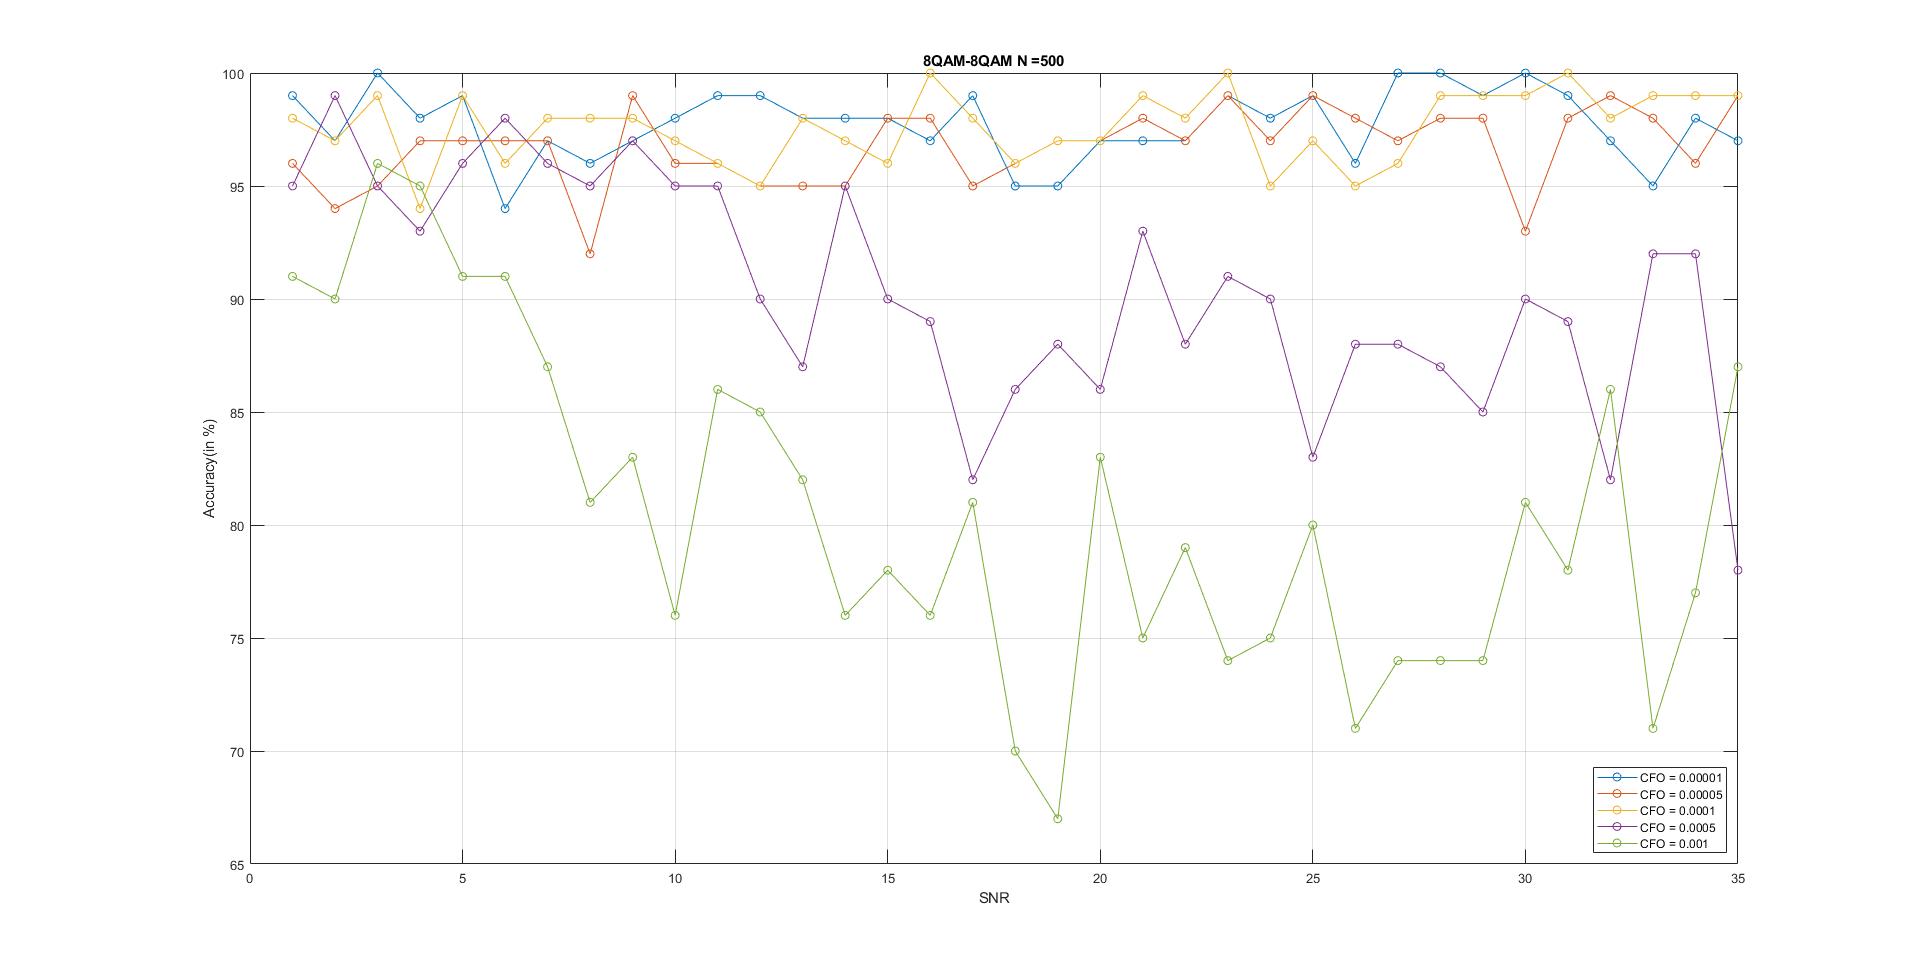 8QAM-8QAM N =500
100
95
90
85
80
75
70
65
Accuracy(in %)
0 5 10 15 20 25 30 35
SNR
CFO = 0.00001
CFO = 0.00005
CFO = 0.0001
CFO = 0.0005
CFO = 0.001